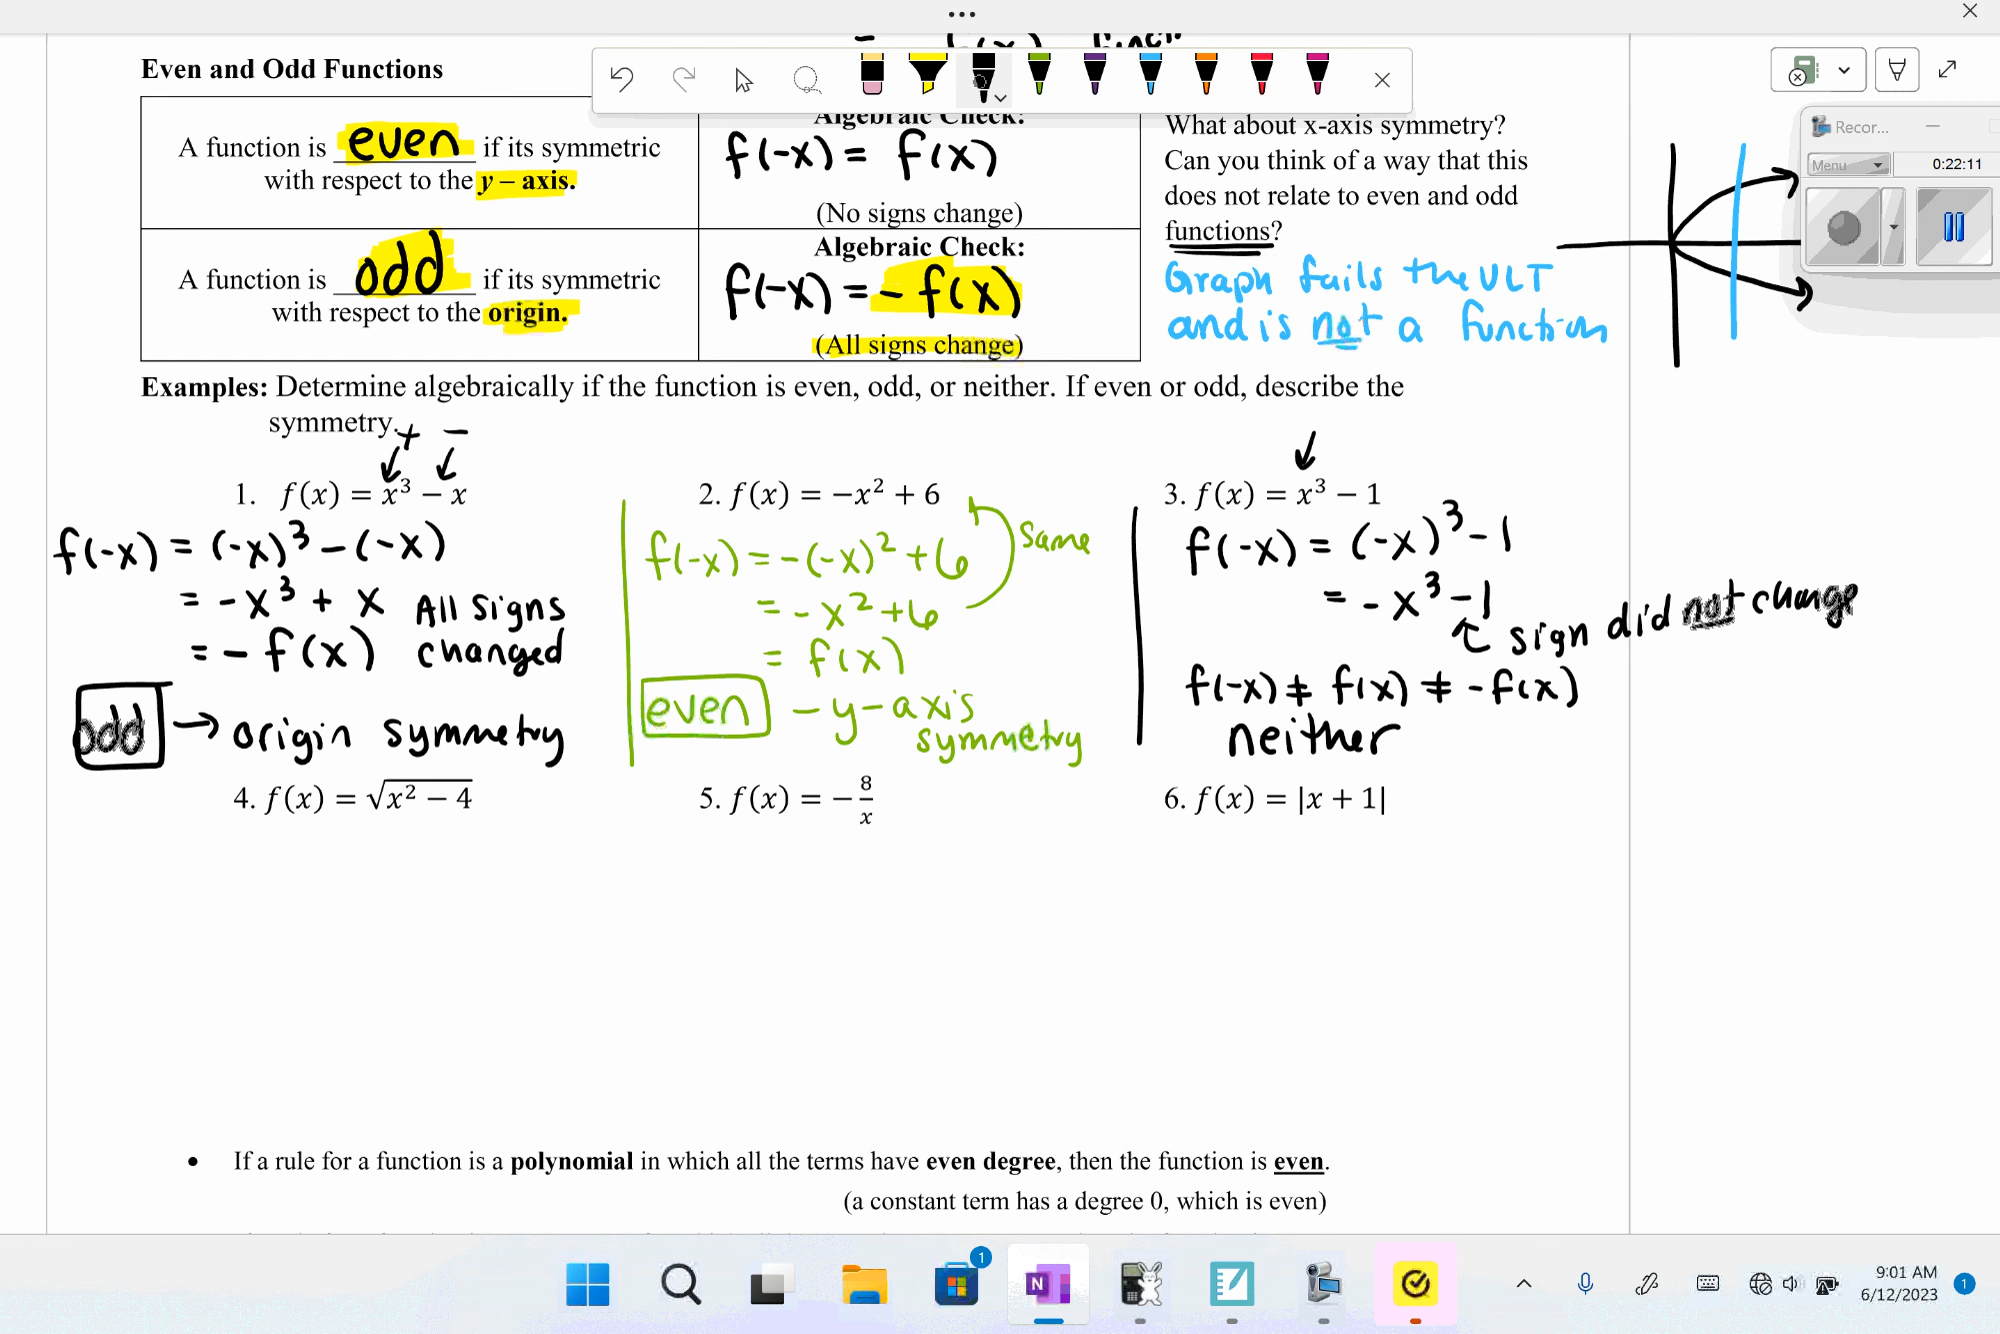 Even and Odd Functions
A function is even if its symmetric
with respect to the y – axis.
Algebraic Check:
f(-x) = f(x)
(No signs change)
A function is odd if its symmetric
with respect to the origin.
Algebraic Check:
f(-x) = - f(x)
(All signs change)
What about x-axis symmetry?
Can you think of a way that this
does not relate to even and odd
functions?
Graph fails the VLT
and is not a function
Recor...
Menu
0:22:11
Examples: Determine algebraically if the function is even, odd, or neither. If even or odd, describe the
symmetry.
+ −
1. f(x) = x³ − x
f(-x) = (-x)³ - (-x)
= -x³ + x All signs
= - f(x) changed
odd → origin symmetry
2. f(x) = −x² + 6
f(-x) = -(-x)² + 6
same
= -x² + 6
= f(x)
even - y-axis
symmetry
3. f(x) = x³ − 1
f(-x) = (-x)³ - 1
= -x³ - 1
sign did not change
f(-x) ≠ f(x) ≠ -f(x)
neither
4. f(x) = √x² − 4
5. f(x) = − 8/x
6. f(x) = |x + 1|
• If a rule for a function is a polynomial in which all the terms have even degree, then the function is even.
(a constant term has a degree 0, which is even)
1
N
9:01 AM
6/12/2023
1